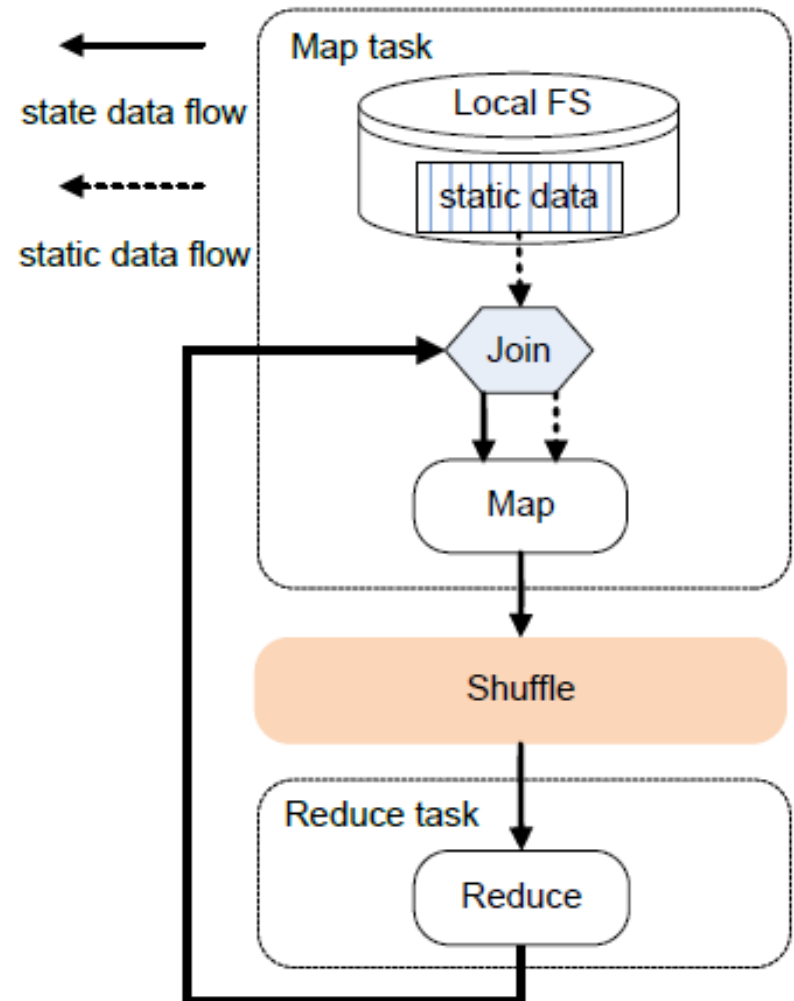 state data flow
static data flow
Map task
Local FS
static data
Join
Map
Shuffle
Reduce task
Reduce